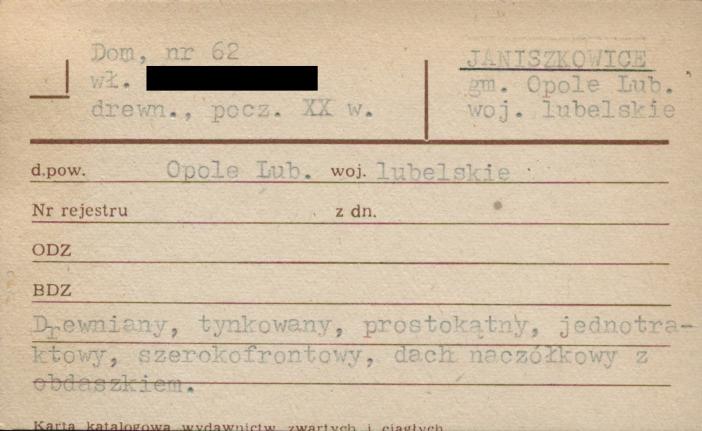 Dom, nr 62
wł.
drewn., pocz. XX w.
JANISZKOWICE
gm. Opole Lub.
woj. lubelskie
d.pow. Opole Lub. woj. lubelskie
Nr rejestru z dn.
ODZ
BDZ
Drewniany, tynkowany, prostokątny, jednotra-
ktowy, szerokofrontowy, dach naczółkowy z
obdaszkiem.
Karta katalogowa wydawnictw zwartych i ciągłych